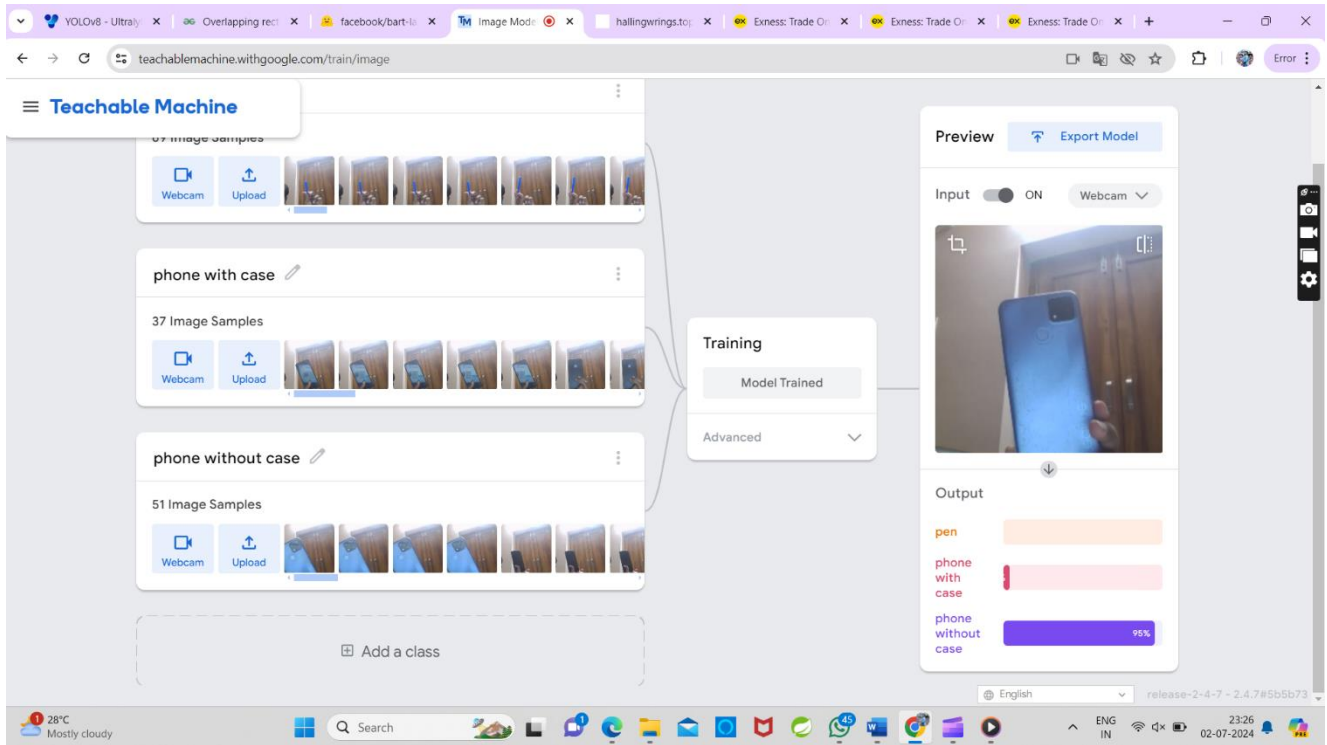 YOLOv8 - Ultraly
Overlapping rect
facebook/bart-la
Image Mode
hallingwrings.top
Exness: Trade On
Exness: Trade On
Exness: Trade On
teachablemachine.withgoogle.com/train/image
Error
Teachable Machine
69 Image Samples
Webcam
Upload
phone with case
37 Image Samples
Webcam
Upload
phone without case
51 Image Samples
Webcam
Upload
Add a class
Training
Model Trained
Advanced
Preview
Export Model
Input
ON
Webcam
Output
pen
phone
with
case
phone
without
case
95%
English
release-2-4-7 - 2.4.7#5b5b73
1
28°C
Mostly cloudy
Search
45
ENG
IN
23:26
02-07-2024
PRE